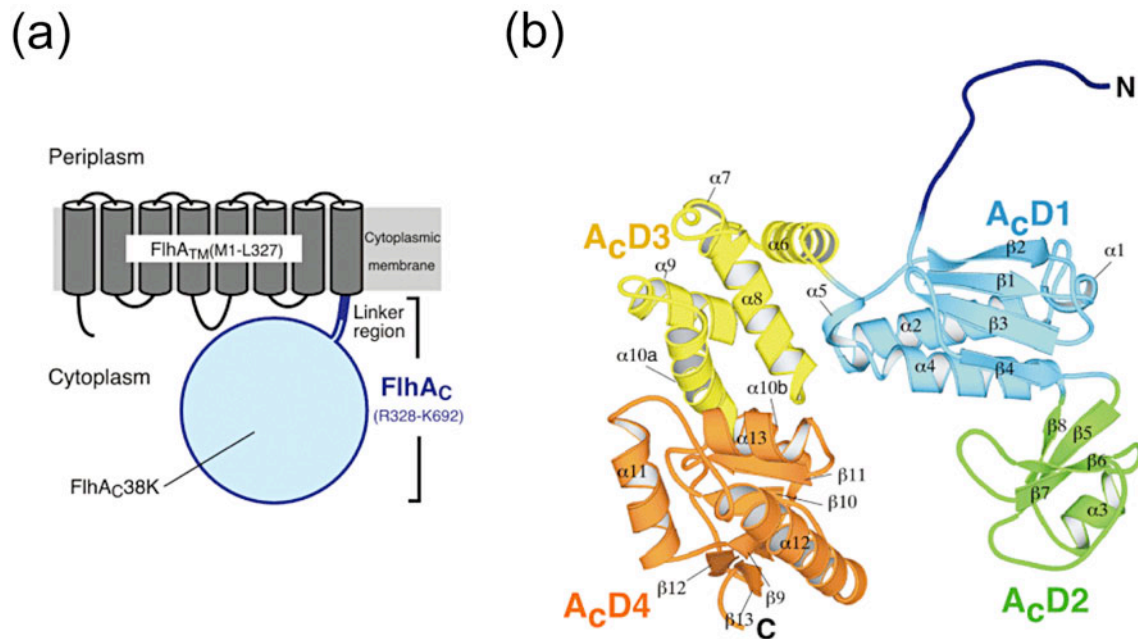 (a)
Periplasm
FlhATM(M1-L327)
Cytoplasmic
membrane
Linker
region
Cytoplasm
FlhAC
(R328-K692)
FlhAC38K
(b)
N
α7
ACD3
α6
ACD1
β2
α1
α9
β1
α8
α5
α2
β3
α10a
α4
β4
α10b
α13
β8
β5
α11
β11
β6
β10
β7
α3
α12
β12
β9
ACD4
β13
C
ACD2